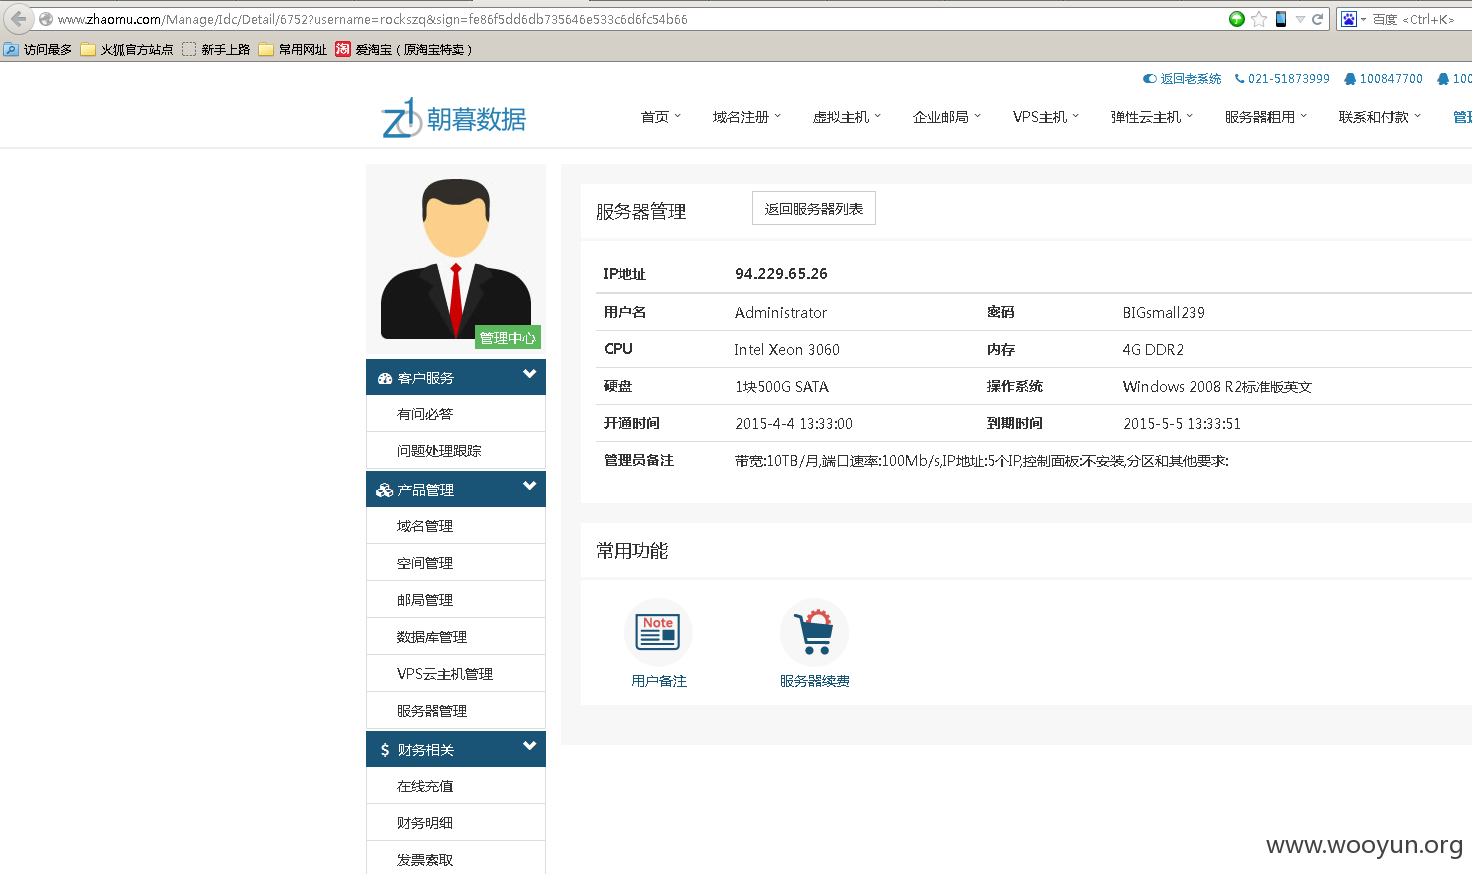 www.zhaomu.com/Manage/Idc/Detail/6752?username=rockszq&sign=fe86f5dd6db735646e533c6d6fc54b66
百度 <Ctrl+K>
访问最多 火狐官方站点 新手上路 常用网址 淘 爱淘宝（原淘宝特卖）
返回老系统 021-51873999 100847700 100
朝暮数据
首页 域名注册 虚拟主机 企业邮局 VPS主机 弹性云主机 服务器租用 联系和付款 管理
管理中心
客户服务
有问必答
问题处理跟踪
产品管理
域名管理
空间管理
邮局管理
数据库管理
VPS云主机管理
服务器管理
财务相关
在线充值
财务明细
发票索取
服务器管理 返回服务器列表
IP地址 94.229.65.26
用户名 Administrator 密码 BIGsmall239
CPU Intel Xeon 3060 内存 4G DDR2
硬盘 1块500G SATA 操作系统 Windows 2008 R2标准版英文
开通时间 2015-4-4 13:33:00 到期时间 2015-5-5 13:33:51
管理员备注 带宽:10TB/月,端口速率:100Mb/s,IP地址:5个IP,控制面板:不安装,分区和其他要求:
常用功能
Note
用户备注 服务器续费
www.wooyun.org